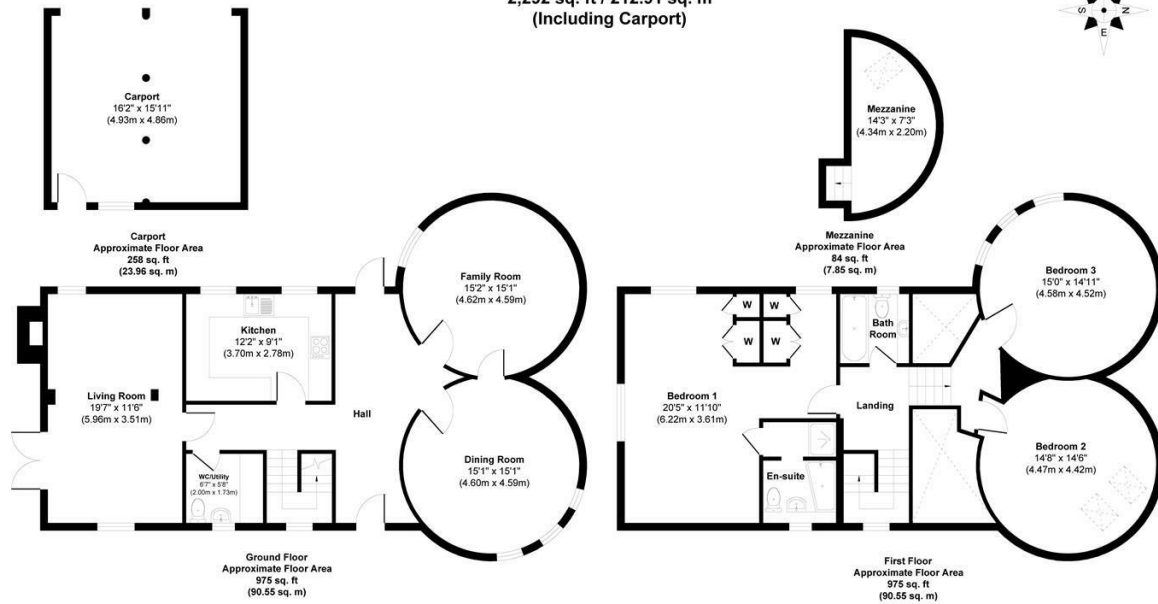 2,292 sq. ft / 212.91 sq. m
(Including Carport)
S
N
E
Carport
16'2" x 15'11"
(4.93m x 4.86m)
Mezzanine
14'3" x 7'3"
(4.34m x 2.20m)
Carport
Approximate Floor Area
258 sq. ft
(23.96 sq. m)
Mezzanine
Approximate Floor Area
84 sq. ft
(7.85 sq. m)
Family Room
15'2" x 15'1"
(4.62m x 4.59m)
Kitchen
12'2" x 9'1"
(3.70m x 2.78m)
Living Room
19'7" x 11'6"
(5.96m x 3.51m)
Hall
Dining Room
15'1" x 15'1"
(4.60m x 4.59m)
WC/Utility
6'7" x 5'8"
(2.00m x 1.73m)
Ground Floor
Approximate Floor Area
975 sq. ft
(90.55 sq. m)
Bedroom 3
15'0" x 14'11"
(4.58m x 4.52m)
W
W
W
W
Bath
Room
Bedroom 1
20'5" x 11'10"
(6.22m x 3.61m)
Landing
Bedroom 2
14'8" x 14'6"
(4.47m x 4.42m)
En-suite
First Floor
Approximate Floor Area
975 sq. ft
(90.55 sq. m)